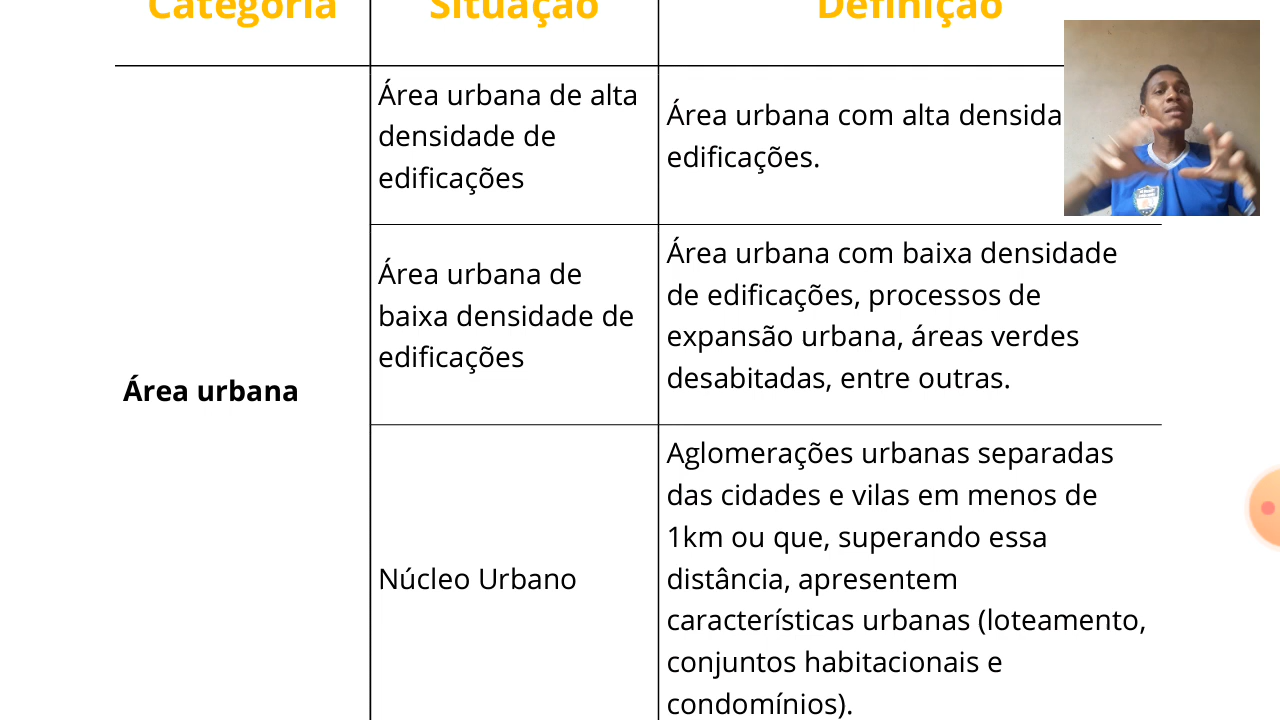 Categoria
Situação
Definição
Área urbana
Área urbana de alta
densidade de
edificações
Área urbana com alta
edificações.
Área urbana de
baixa densidade de
edificações
Área urbana com baixa densidade
de edificações, processos de
expansão urbana, áreas verdes
desabitadas, entre outras.
Núcleo Urbano
Aglomerações urbanas separadas
das cidades e vilas em menos de
1km ou que, superando essa
distância, apresentem
características urbanas (loteamento,
conjuntos habitacionais e
condomínios).